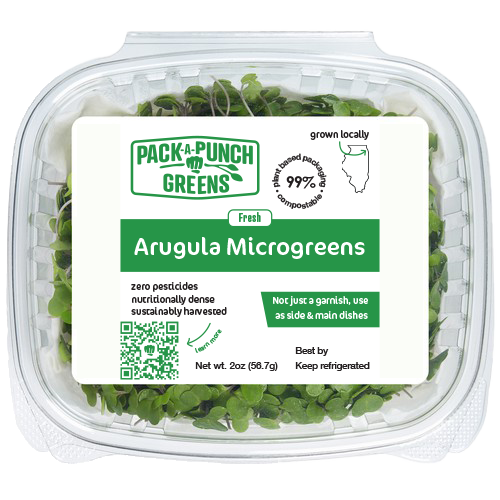 PACK-A-PUNCH
GREENS
grown locally
plant based packaging
99%
compostable
Fresh
Arugula Microgreens
zero pesticides
nutritionally dense
sustainably harvested
Not just a garnish, use
as side & main dishes
learn more
Best by
Net wt. 2oz (56.7g)
Keep refrigerated